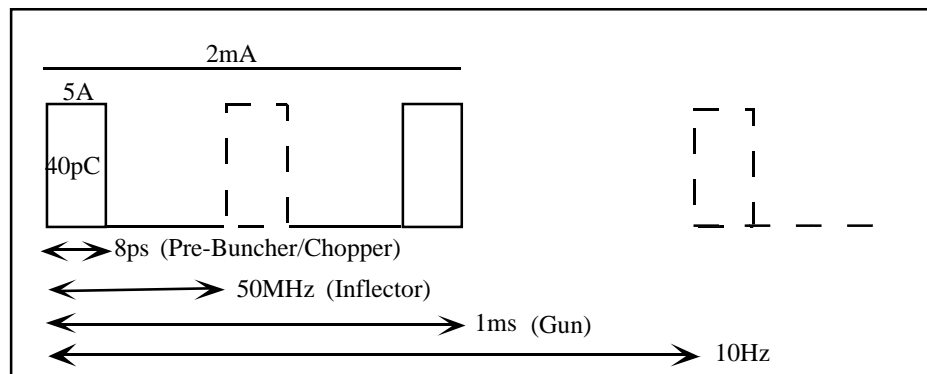 2mA
5A
40pC
8ps (Pre-Buncher/Chopper)
50MHz (Inflector)
1ms (Gun)
10Hz